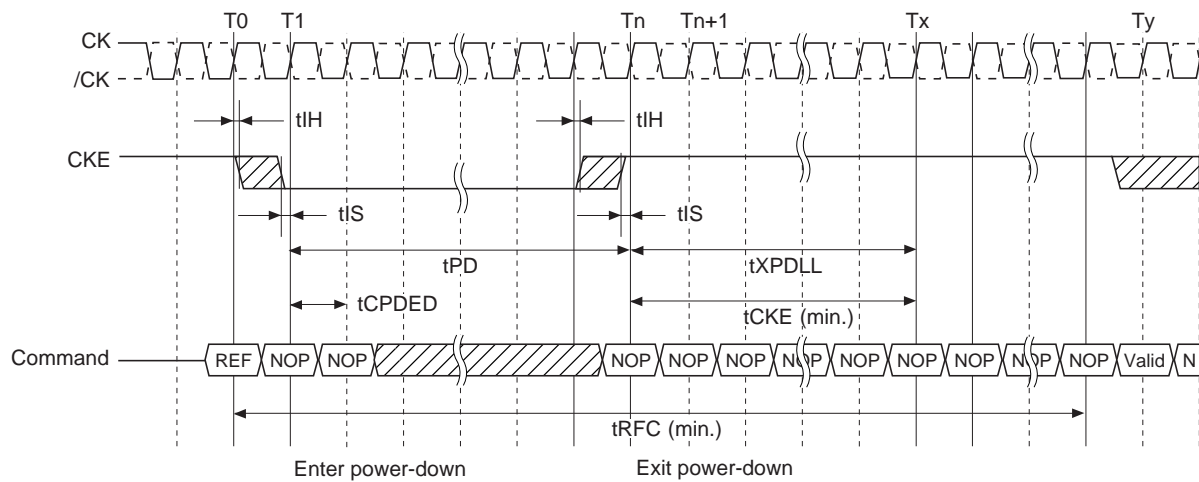 T0 T1 Tn Tn+1 Tx Ty
CK
/CK
tIH tIH
CKE
tIS tIS
tPD tXPDLL
tCPDED tCKE (min.)
Command REF NOP NOP NOP NOP NOP NOP NOP NOP NOP NOP NOP Valid N
tRFC (min.)
Enter power-down Exit power-down